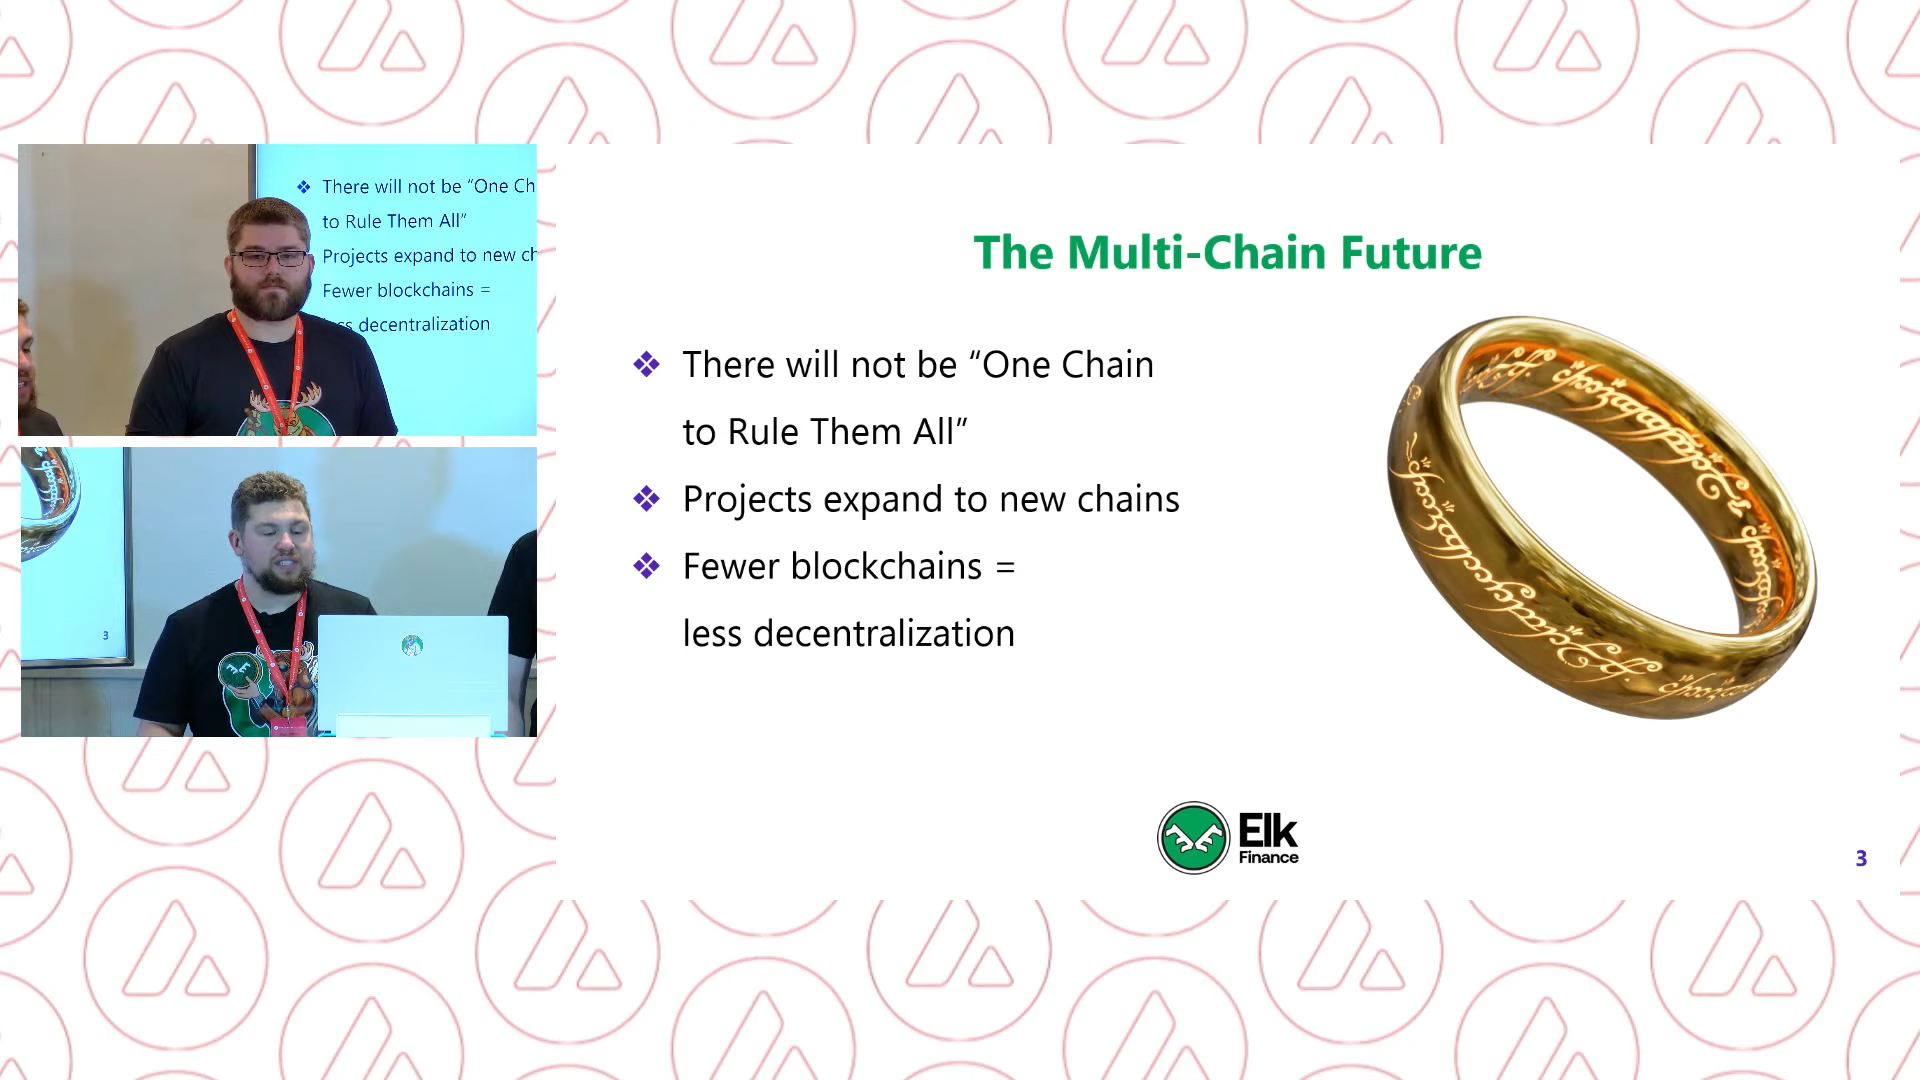 There will not be “One Ch
to Rule Them All”
Projects expand to new ch
Fewer blockchains =
ss decentralization
3
The Multi-Chain Future
❖ There will not be “One Chain
to Rule Them All”
❖ Projects expand to new chains
❖ Fewer blockchains =
less decentralization
Elk
Finance
3